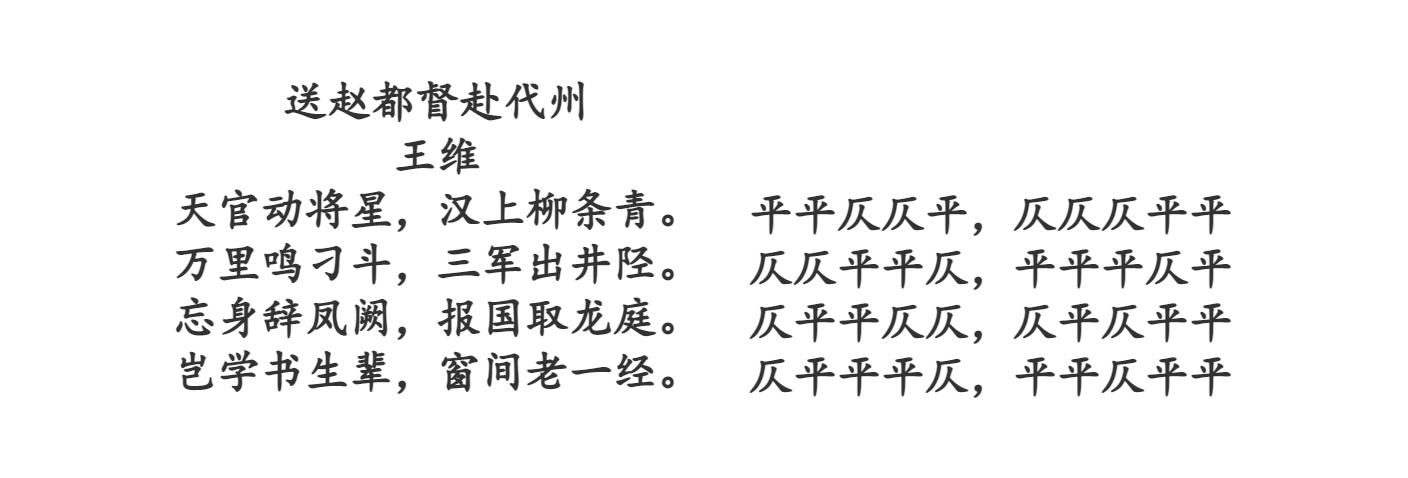 送赵都督赴代州
王维
天官动将星，汉上柳条青。 平平仄仄平，仄仄仄平平
万里鸣刁斗，三军出井陉。 仄仄平平仄，平平平仄平
忘身辞凤阙，报国取龙庭。 仄平平仄仄，仄平仄平平
岂学书生辈，窗间老一经。 仄平平平仄，平平仄平平